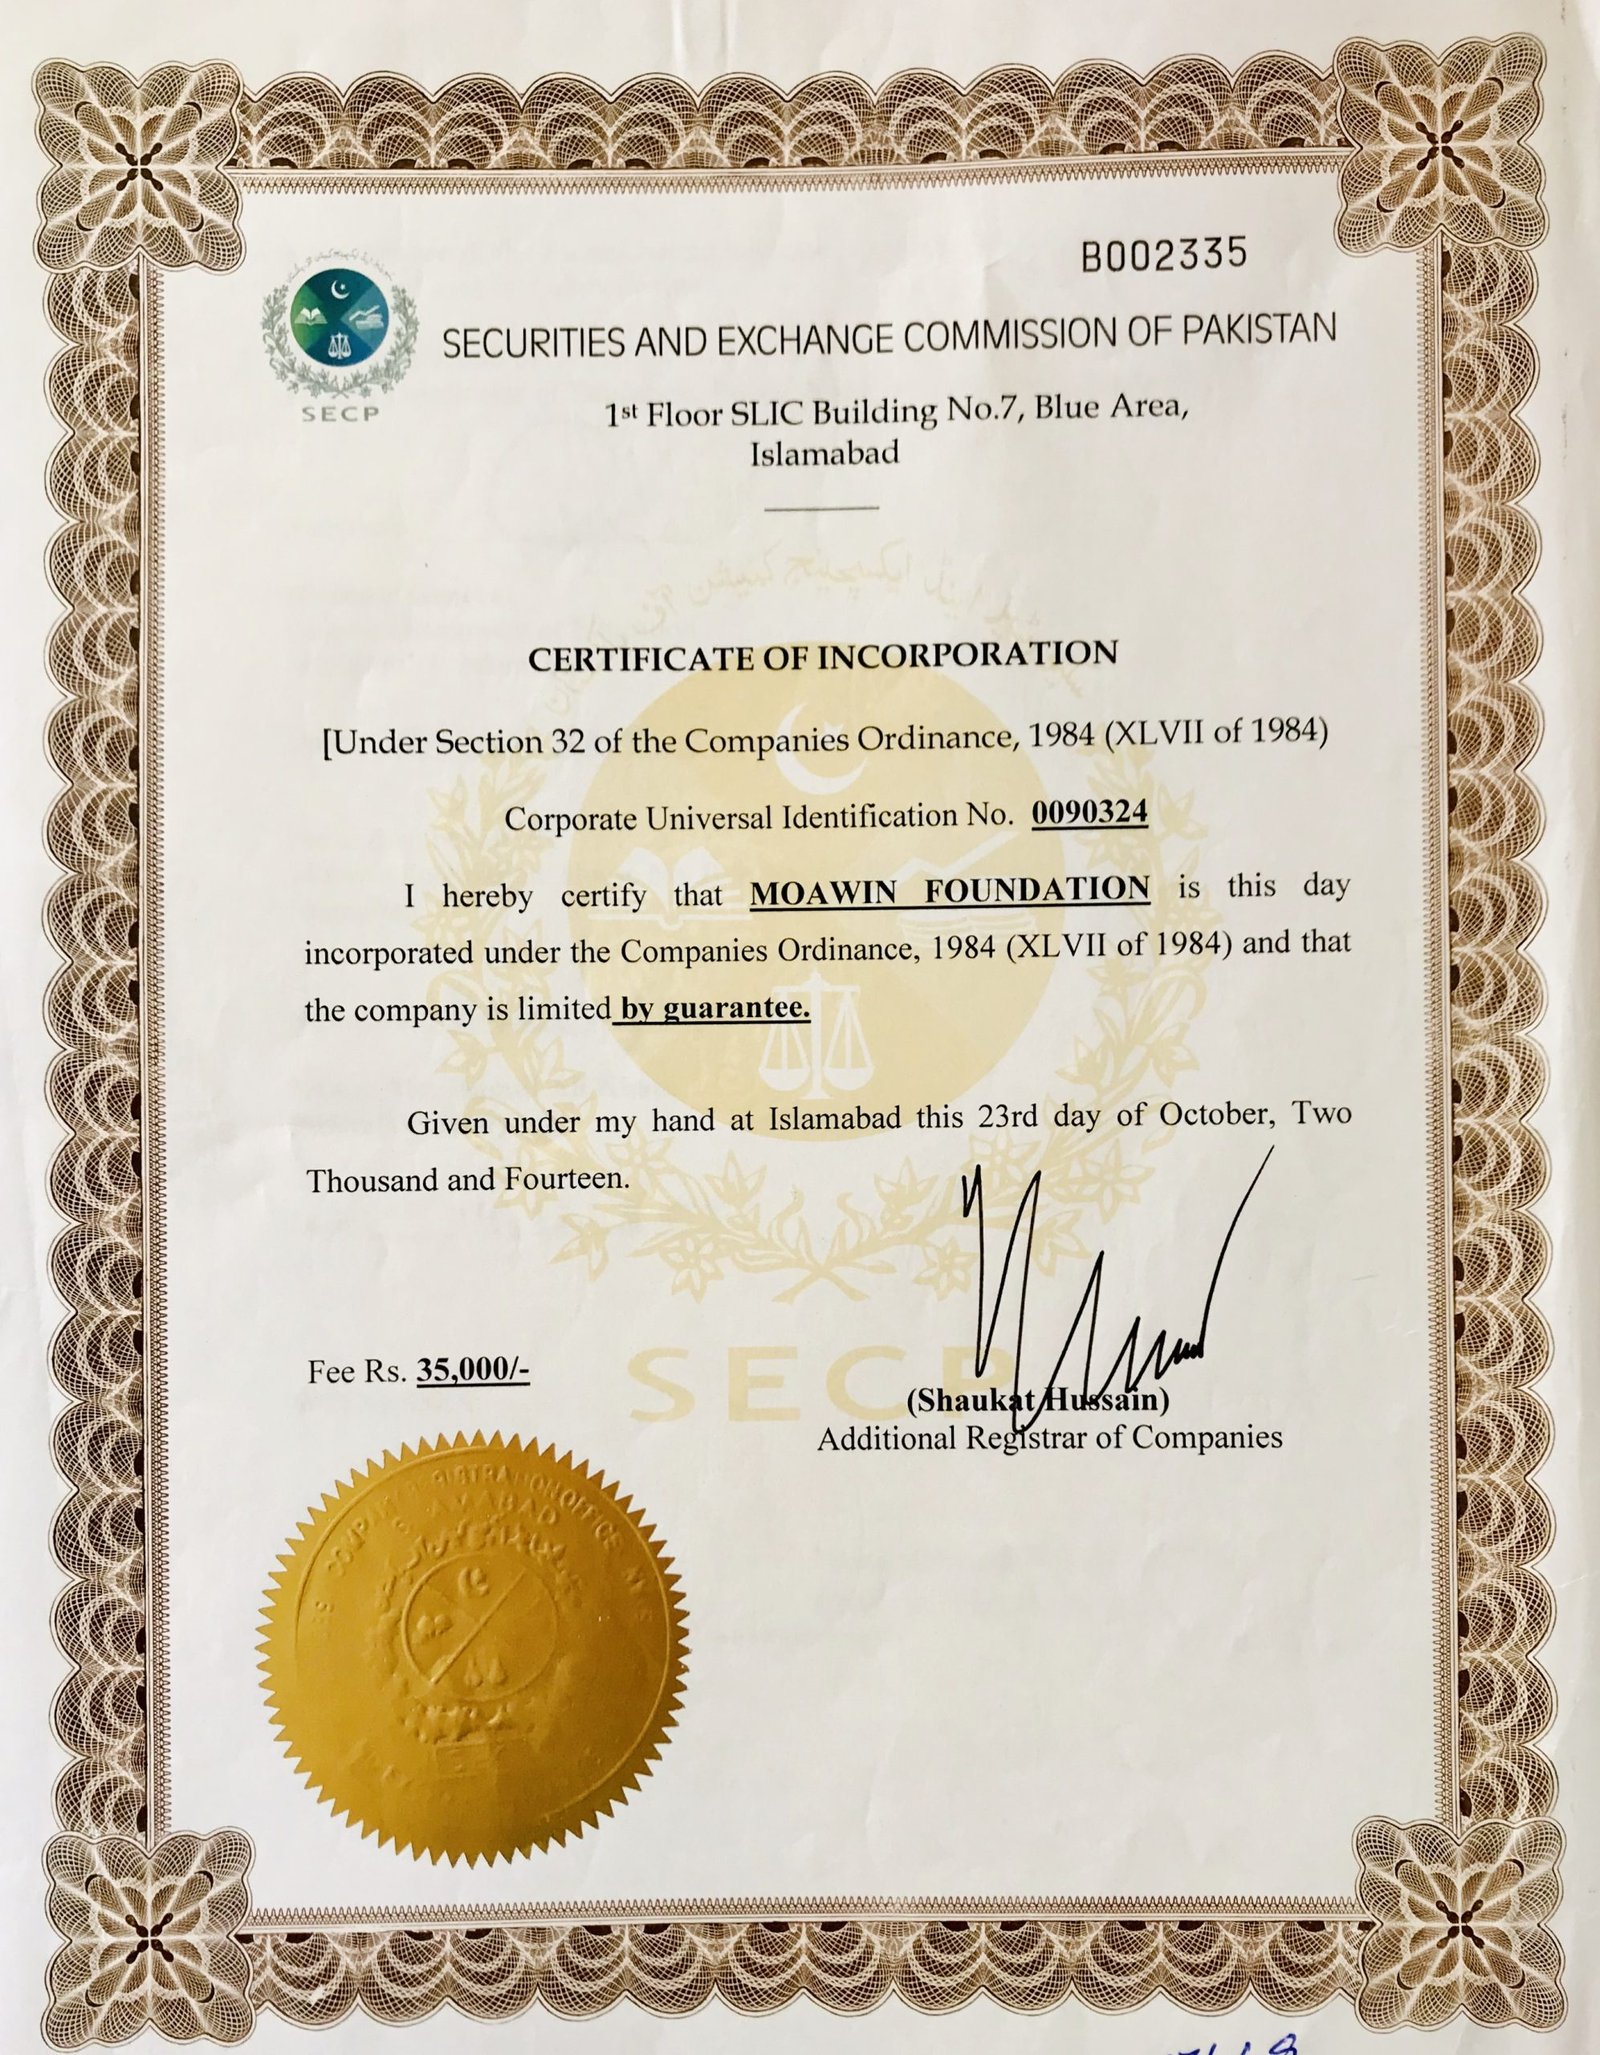 B002335
SECP
SECURITIES AND EXCHANGE COMMISSION OF PAKISTAN
1st Floor SLIC Building No.7, Blue Area,
Islamabad
CERTIFICATE OF INCORPORATION
[Under Section 32 of the Companies Ordinance, 1984 (XLVII of 1984)
Corporate Universal Identification No. 0090324
I hereby certify that MOAWIN FOUNDATION is this day
incorporated under the Companies Ordinance, 1984 (XLVII of 1984) and that
the company is limited by guarantee.
Given under my hand at Islamabad this 23rd day of October, Two
Thousand and Fourteen.
SECP
Fee Rs. 35,000/-
(Shaukat Hussain)
Additional Registrar of Companies
REGISTRATION OFFICE
ISLAMABAD